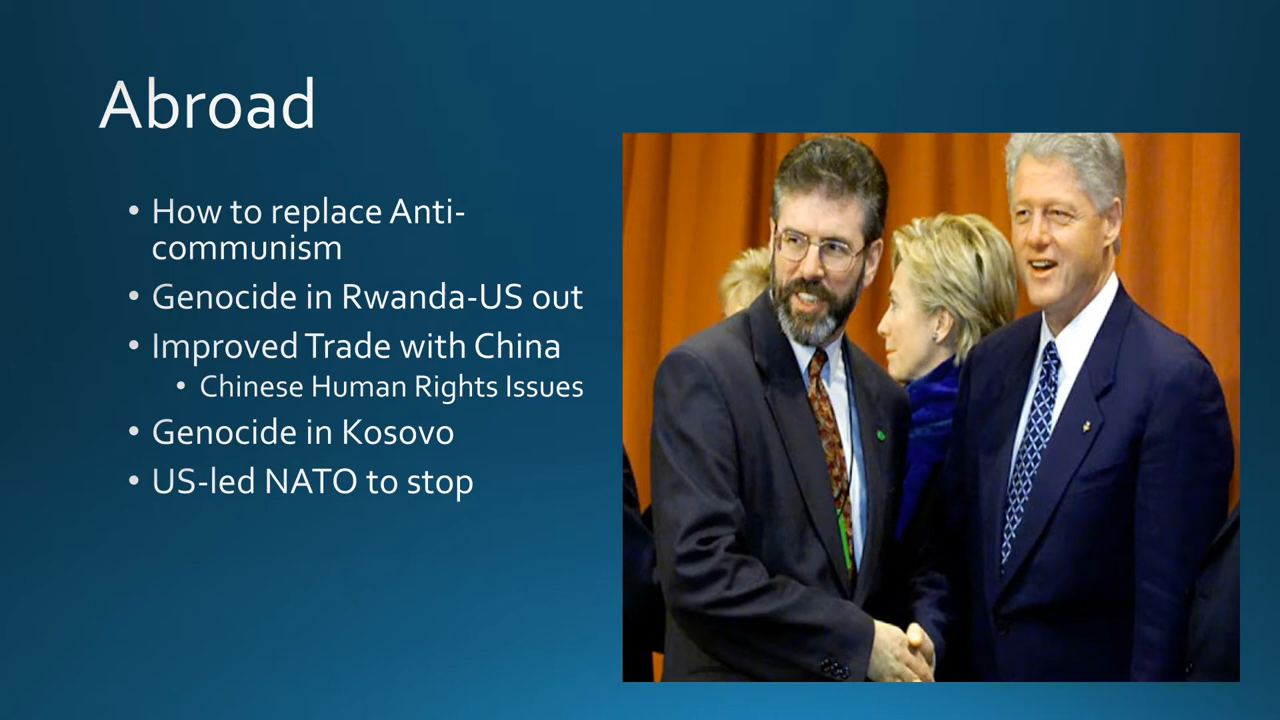 Abroad
• How to replace Anti-
communism
• Genocide in Rwanda-US out
• Improved Trade with China
• Chinese Human Rights Issues
• Genocide in Kosovo
• US-led NATO to stop